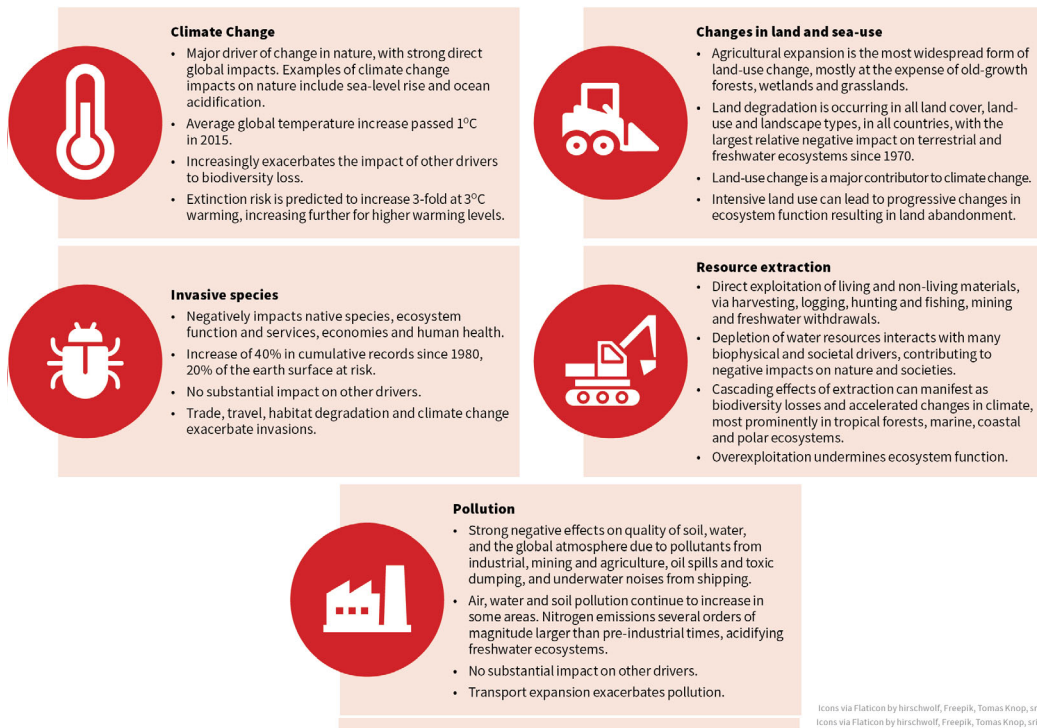 Climate Change
• Major driver of change in nature, with strong direct
global impacts. Examples of climate change
impacts on nature include sea-level rise and ocean
acidification.
• Average global temperature increase passed 1°C
in 2015.
• Increasingly exacerbates the impact of other drivers
to biodiversity loss.
• Extinction risk is predicted to increase 3-fold at 3°C
warming, increasing further for higher warming levels.
Changes in land and sea-use
• Agricultural expansion is the most widespread form of
land-use change, mostly at the expense of old-growth
forests, wetlands and grasslands.
• Land degradation is occurring in all land cover, land-
use and landscape types, in all countries, with the
largest relative negative impact on terrestrial and
freshwater ecosystems since 1970.
• Land-use change is a major contributor to climate change.
• Intensive land use can lead to progressive changes in
ecosystem function resulting in land abandonment.
Invasive species
• Negatively impacts native species, ecosystem
function and services, economies and human health.
• Increase of 40% in cumulative records since 1980,
20% of the earth surface at risk.
• No substantial impact on other drivers.
• Trade, travel, habitat degradation and climate change
exacerbate invasions.
Resource extraction
• Direct exploitation of living and non-living materials,
via harvesting, logging, hunting and fishing, mining
and freshwater withdrawals.
• Depletion of water resources interacts with many
biophysical and societal drivers, contributing to
negative impacts on nature and societies.
• Cascading effects of extraction can manifest as
biodiversity losses and accelerated changes in climate,
most prominently in tropical forests, marine, coastal
and polar ecosystems.
• Overexploitation undermines ecosystem function.
Pollution
• Strong negative effects on quality of soil, water,
and the global atmosphere due to pollutants from
industrial, mining and agriculture, oil spills and toxic
dumping, and underwater noises from shipping.
• Air, water and soil pollution continue to increase in
some areas. Nitrogen emissions several orders of
magnitude larger than pre-industrial times, acidifying
freshwater ecosystems.
• No substantial impact on other drivers.
• Transport expansion exacerbates pollution.
Icons via Flaticon by hirschwolf, Freepik, Tomas Knop,
Icons via Flaticon by hirschwolf, Freepik, Tomas Knop,